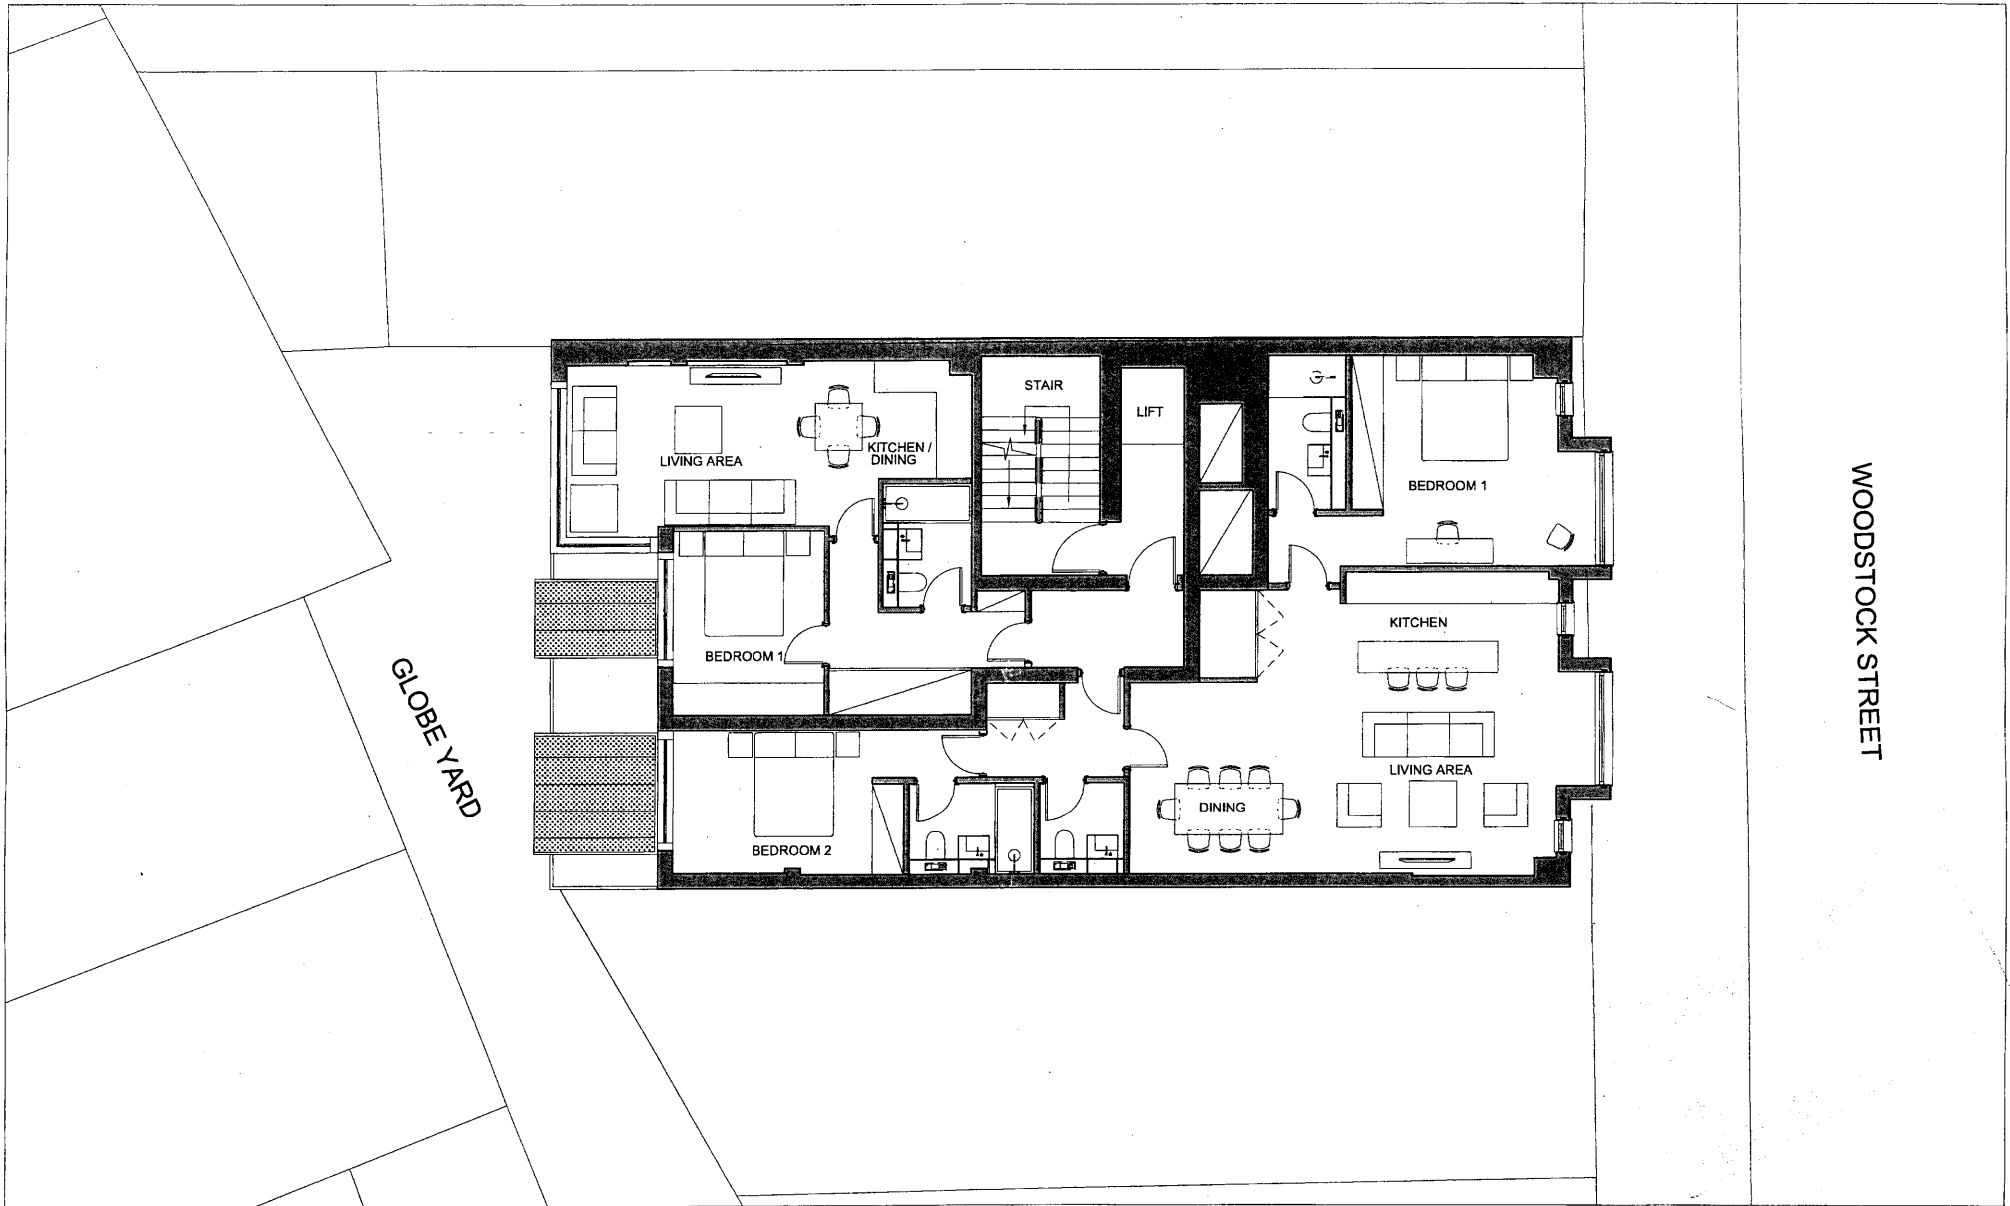 STAIR
LIFT
LIVING AREA
KITCHEN /
DINING
BEDROOM 1
BEDROOM 1
KITCHEN
LIVING AREA
DINING
BEDROOM 2
GLOBE YARD
WOODSTOCK STREET